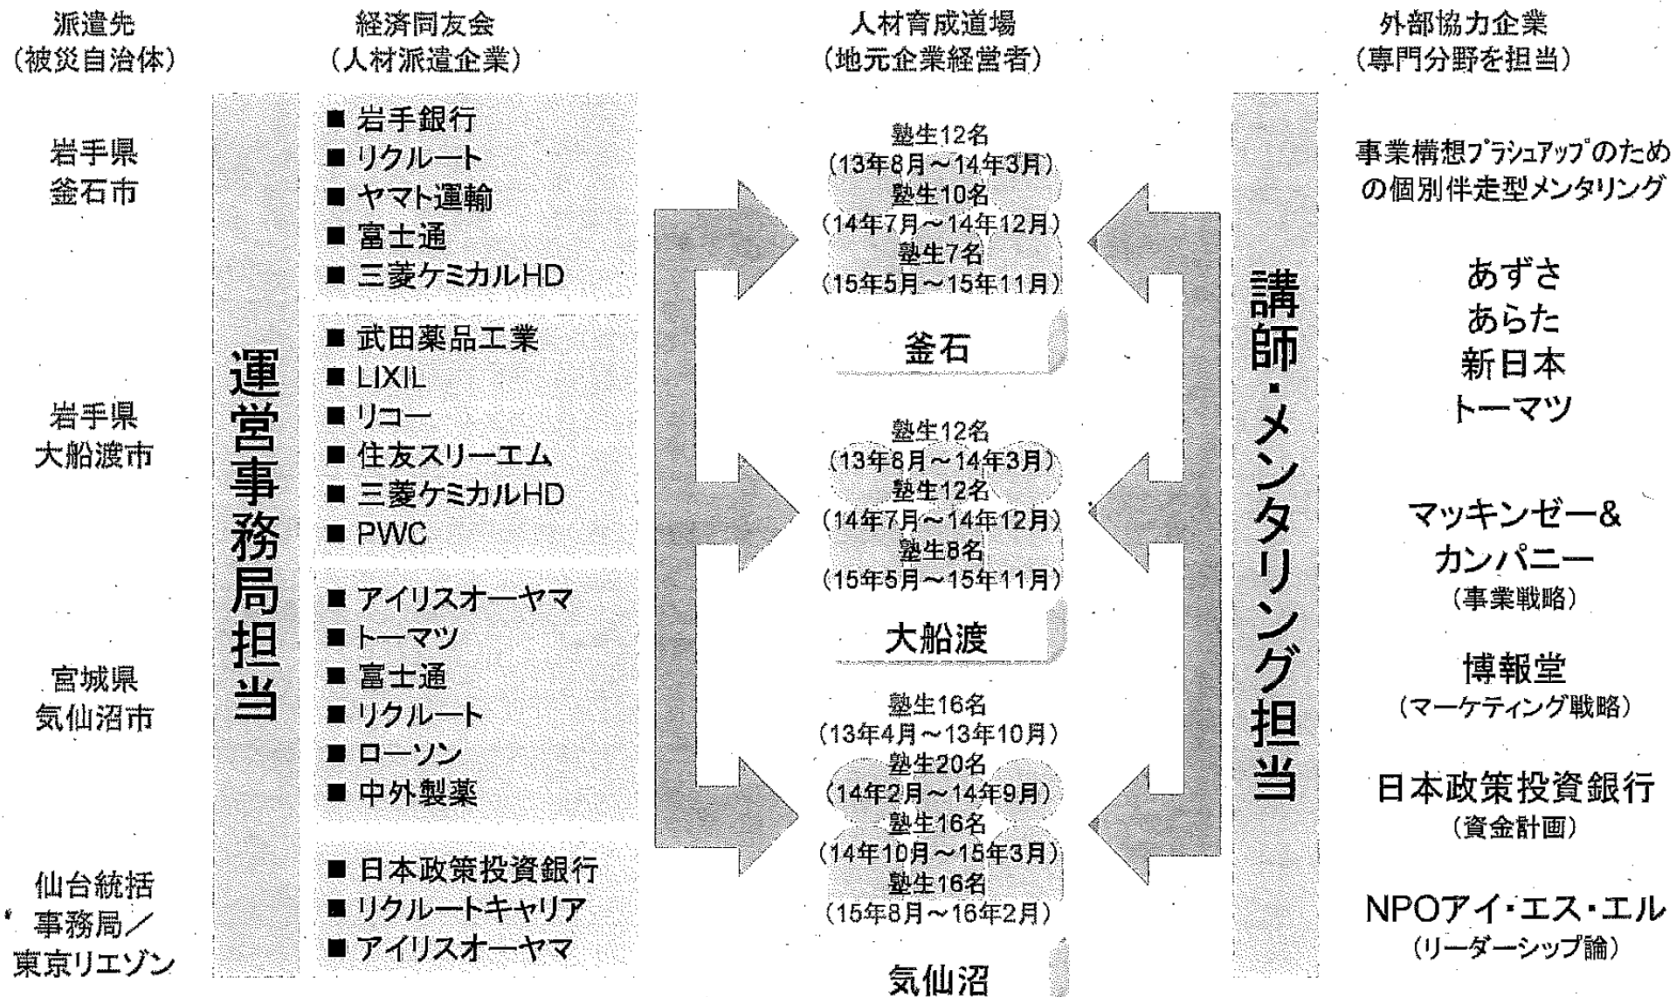 派遣先
(被災自治体)
経済同友会
(人材派遣企業)
人材育成道場
(地元企業経営者)
外部協力企業
(専門分野を担当)
岩手県
釜石市
岩手県
大船渡市
宮城県
気仙沼市
仙台統括
事務局/
東京リエゾン
運営事務局担当
■ 岩手銀行
■ リクルート
■ ヤマト運輸
■ 富士通
■ 三菱ケミカルHD
■ 武田薬品工業
■ LIXIL
■ リコー
■ 住友スリーエム
■ 三菱ケミカルHD
■ PWC
■ アイリスオーヤマ
■ トーマツ
■ 富士通
■ リクルート
■ ローソン
■ 中外製薬
■ 日本政策投資銀行
■ リクルートキャリア
■ アイリスオーヤマ
塾生12名
(13年8月～14年3月)
塾生10名
(14年7月～14年12月)
塾生7名
(15年5月～15年11月)
釜石
塾生12名
(13年8月～14年3月)
塾生12名
(14年7月～14年12月)
塾生8名
(15年5月～15年11月)
大船渡
塾生16名
(13年4月～13年10月)
塾生20名
(14年2月～14年9月)
塾生16名
(14年10月～15年3月)
塾生16名
(15年8月～16年2月)
気仙沼
講師・メンタリング担当
事業構想ブラシュアップのため
の個別伴走型メンタリング
あずさ
あらた
新日本
トーマツ
マッキンゼー&
カンパニー
(事業戦略)
博報堂
(マーケティング戦略)
日本政策投資銀行
(資金計画)
NPOアイ・エス・エル
(リーダーシップ論)